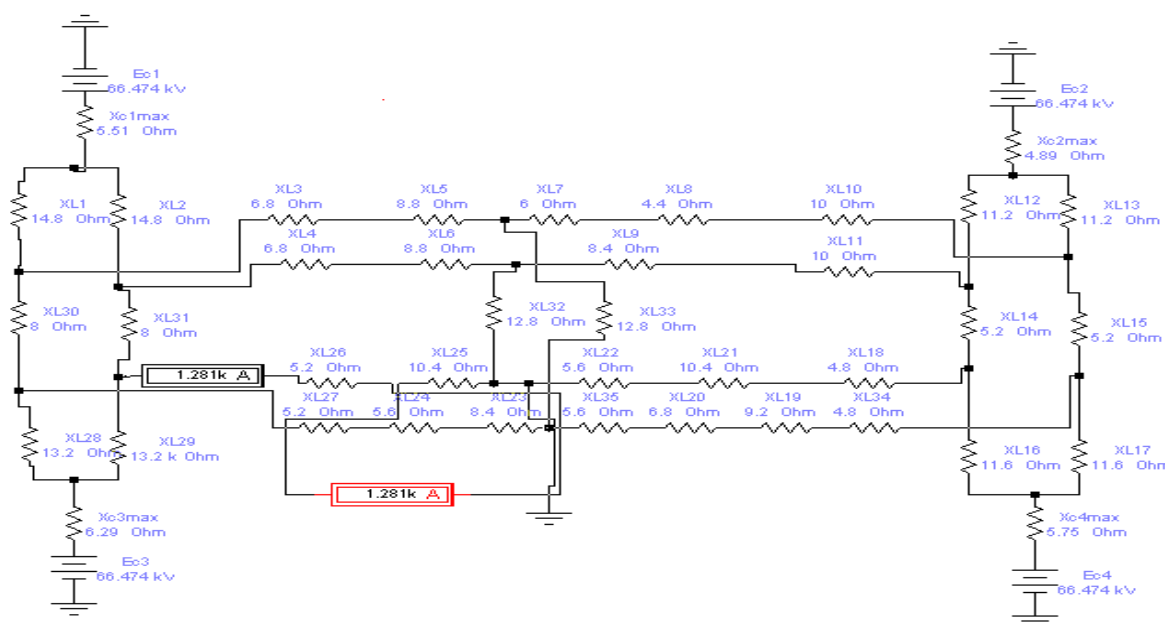 Ec1
66.474 kV
Xc1max
5.51 Ohm
Ec2
66.474 kV
Xc2max
4.89 Ohm
XL1
14.8 Ohm
XL2
14.8 Ohm
XL3
6.8 Ohm
XL5
8.8 Ohm
XL7
6 Ohm
XL8
4.4 Ohm
XL10
10 Ohm
XL12
11.2 Ohm
XL13
11.2 Ohm
XL4
6.8 Ohm
XL6
8.8 Ohm
XL9
8.4 Ohm
XL11
10 Ohm
XL30
8 Ohm
XL31
8 Ohm
XL32
12.8 Ohm
XL33
12.8 Ohm
XL14
5.2 Ohm
XL15
5.2 Ohm
1.281k A
XL26
5.2 Ohm
XL25
10.4 Ohm
XL22
5.6 Ohm
XL21
10.4 Ohm
XL18
4.8 Ohm
XL27
5.2 Ohm
XL24
5.6 Ohm
XL23
8.4 Ohm
XL35
5.6 Ohm
XL20
6.8 Ohm
XL19
9.2 Ohm
XL34
4.8 Ohm
XL28
13.2 Ohm
XL29
13.2 k Ohm
XL16
11.6 Ohm
XL17
11.6 Ohm
1.281k A
Xc3max
6.29 Ohm
Ec3
66.474 kV
Xc4max
5.75 Ohm
Ec4
66.474 kV